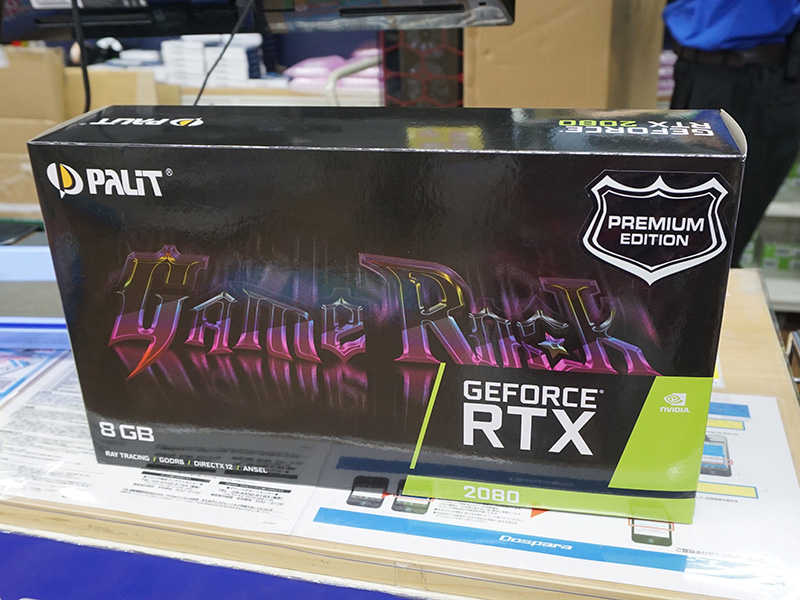 PALIT
GEFORCE
RTX 2080
PALIT®
PREMIUM
EDITION
GameRock
GEFORCE®
RTX
NVIDIA
8 GB
RAY TRACING / GDDR6 / DIRECTX 12 / ANSEL
2080
Dospara